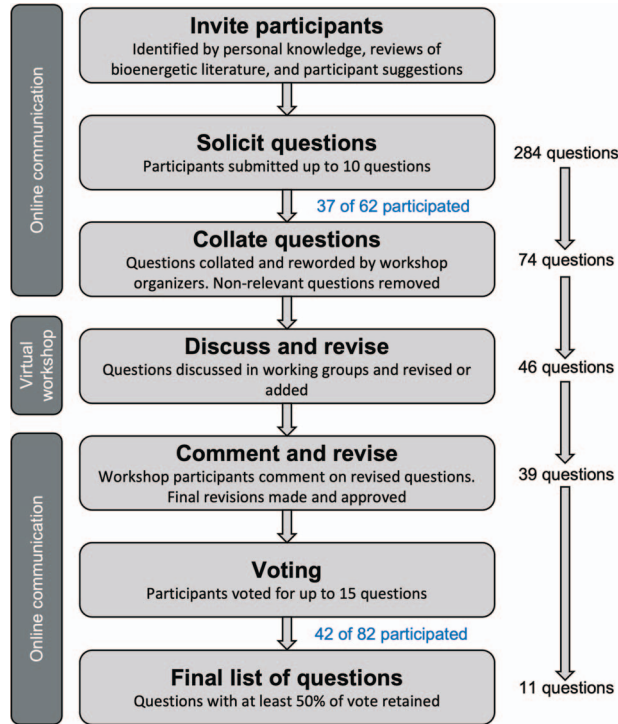 Online communication
Invite participants
Identified by personal knowledge, reviews of
bioenergetic literature, and participant suggestions
Solicit questions
Participants submitted up to 10 questions
284 questions
37 of 62 participated
Collate questions
Questions collated and reworded by workshop
organizers. Non-relevant questions removed
74 questions
Virtual
workshop
Discuss and revise
Questions discussed in working groups and revised or
added
46 questions
Online communication
Comment and revise
Workshop participants comment on revised questions.
Final revisions made and approved
39 questions
Voting
Participants voted for up to 15 questions
42 of 82 participated
Final list of questions
Questions with at least 50% of vote retained
11 questions